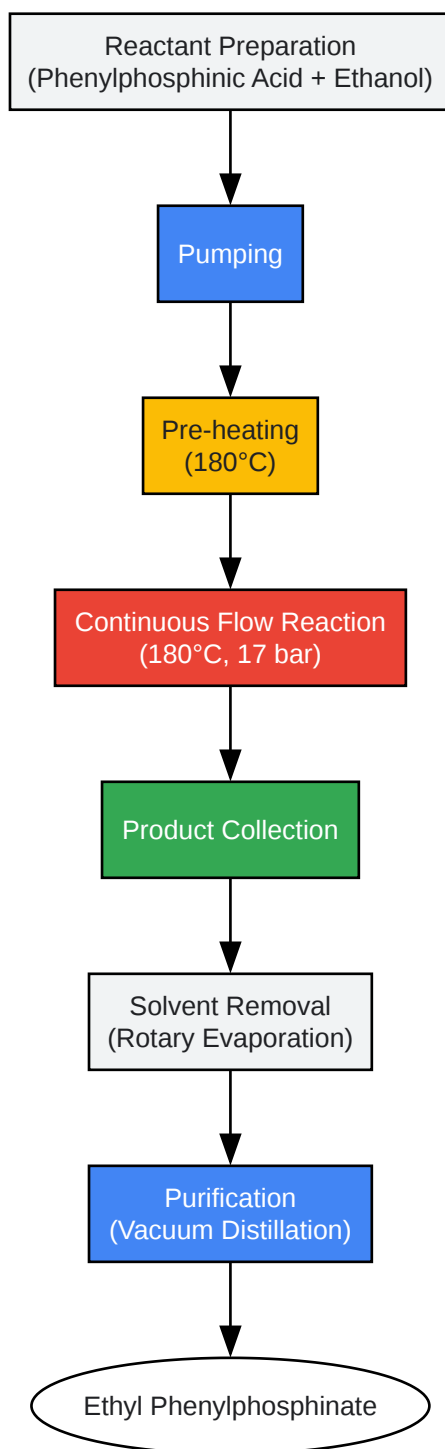 Reactant Preparation
(Phenylphosphinic Acid + Ethanol)
Pumping
Pre-heating
(180°C)
Continuous Flow Reaction
(180°C, 17 bar)
Product Collection
Solvent Removal
(Rotary Evaporation)
Purification
(Vacuum Distillation)
Ethyl Phenylphosphinate